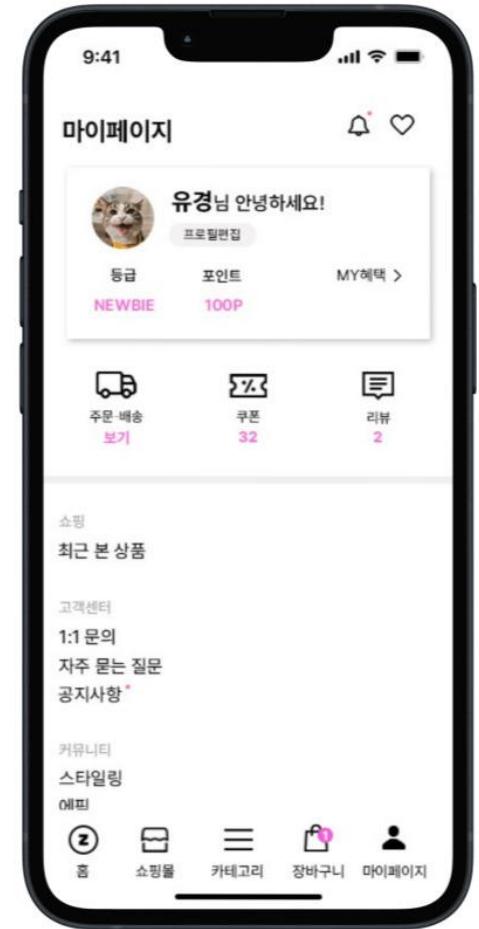 9:41
마이페이지
유경님 안녕하세요!
프로필편집
등급 포인트 MY혜택 >
NEWBIE 100P
주문·배송 쿠폰 리뷰
보기 32 2
쇼핑
최근 본 상품
고객센터
1:1 문의
자주 묻는 질문
공지사항
커뮤니티
스타일링
에픽
z 1
홈 쇼핑몰 카테고리 장바구니 마이페이지